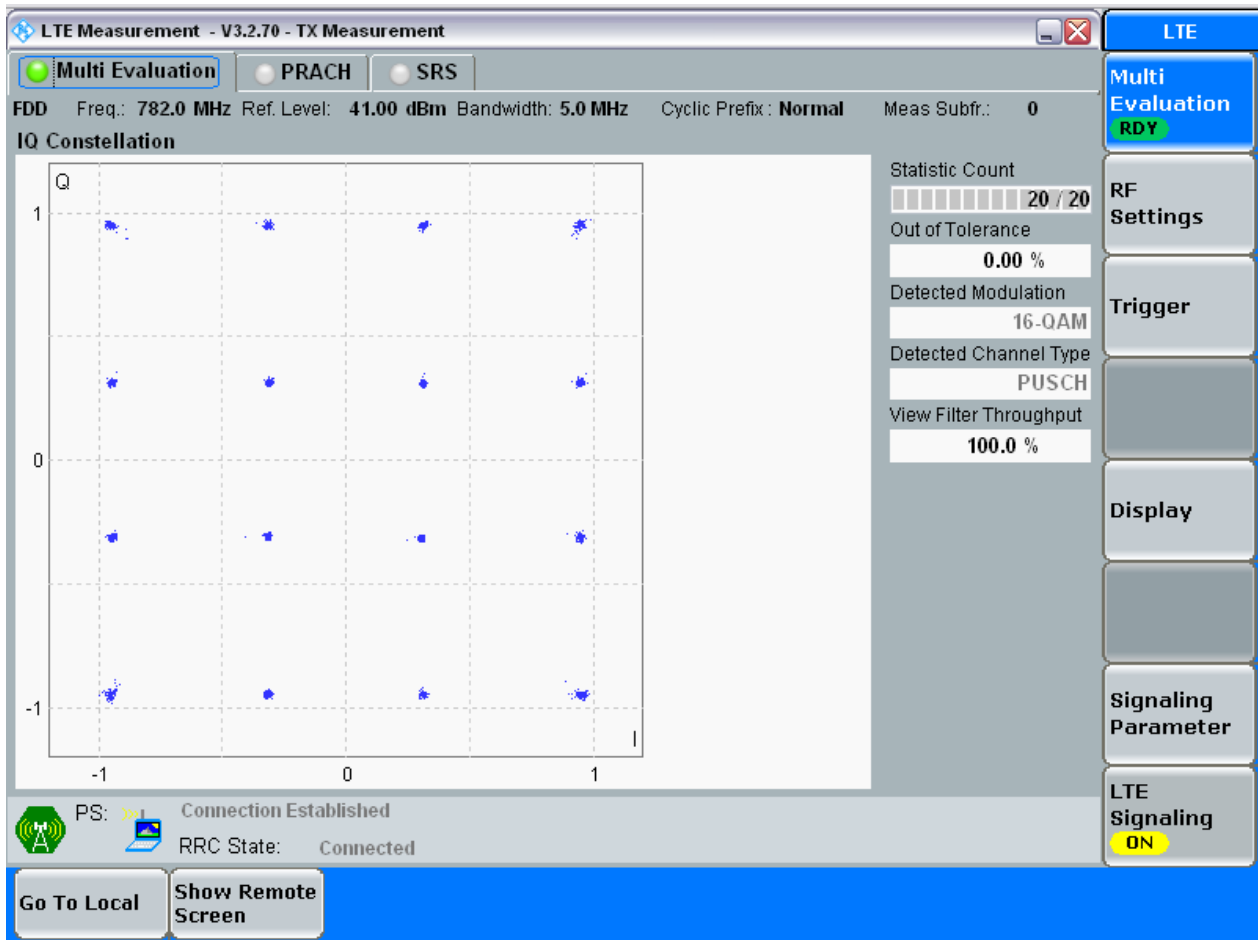 LTE Measurement - V3.2.70 - TX Measurement
LTE
Multi Evaluation PRACH SRS
Multi
Evaluation
RDY
FDD Freq.: 782.0 MHz Ref. Level: 41.00 dBm Bandwidth: 5.0 MHz Cyclic Prefix : Normal Meas Subfr.: 0
IQ Constellation
Q
1
0
-1
I
-1 0 1
Statistic Count
20 / 20
Out of Tolerance
0.00 %
Detected Modulation
16-QAM
Detected Channel Type
PUSCH
View Filter Throughput
100.0 %
RF
Settings
Trigger
Display
Signaling
Parameter
LTE
Signaling
ON
PS: Connection Established
RRC State: Connected
Go To Local
Show Remote
Screen